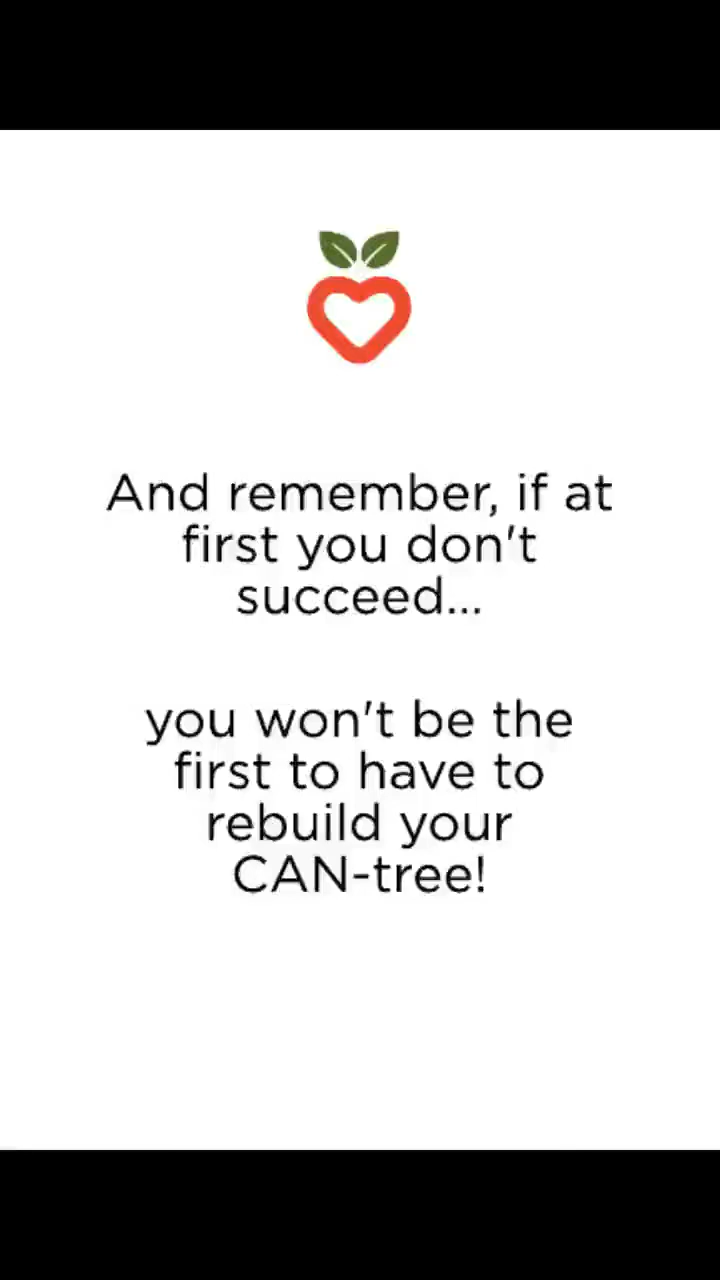 And remember, if at
first you don't
succeed...
you won't be the
first to have to
rebuild your
CAN-tree!